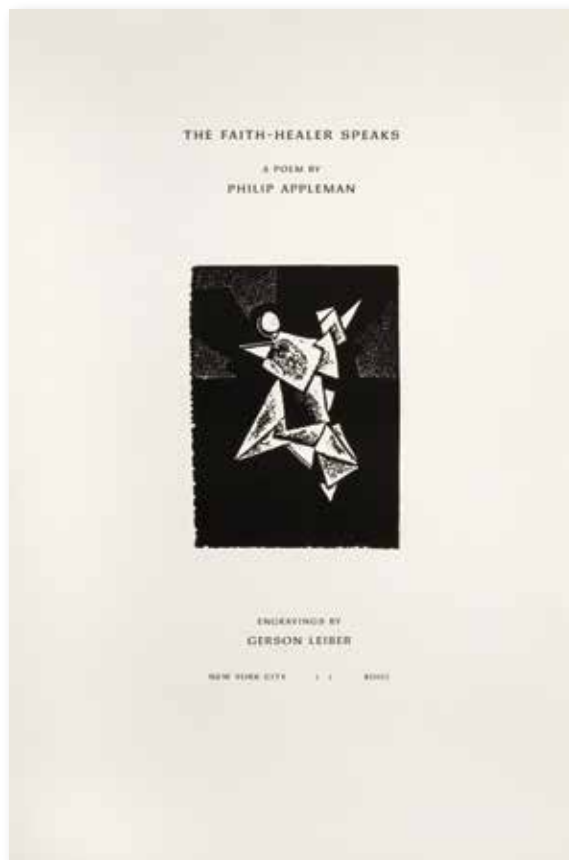 THE FAITH-HEALER SPEAKS
A POEM BY
PHILIP APPLEMAN
ENGRAVINGS BY
GERSON LEIBER
NEW YORK CITY